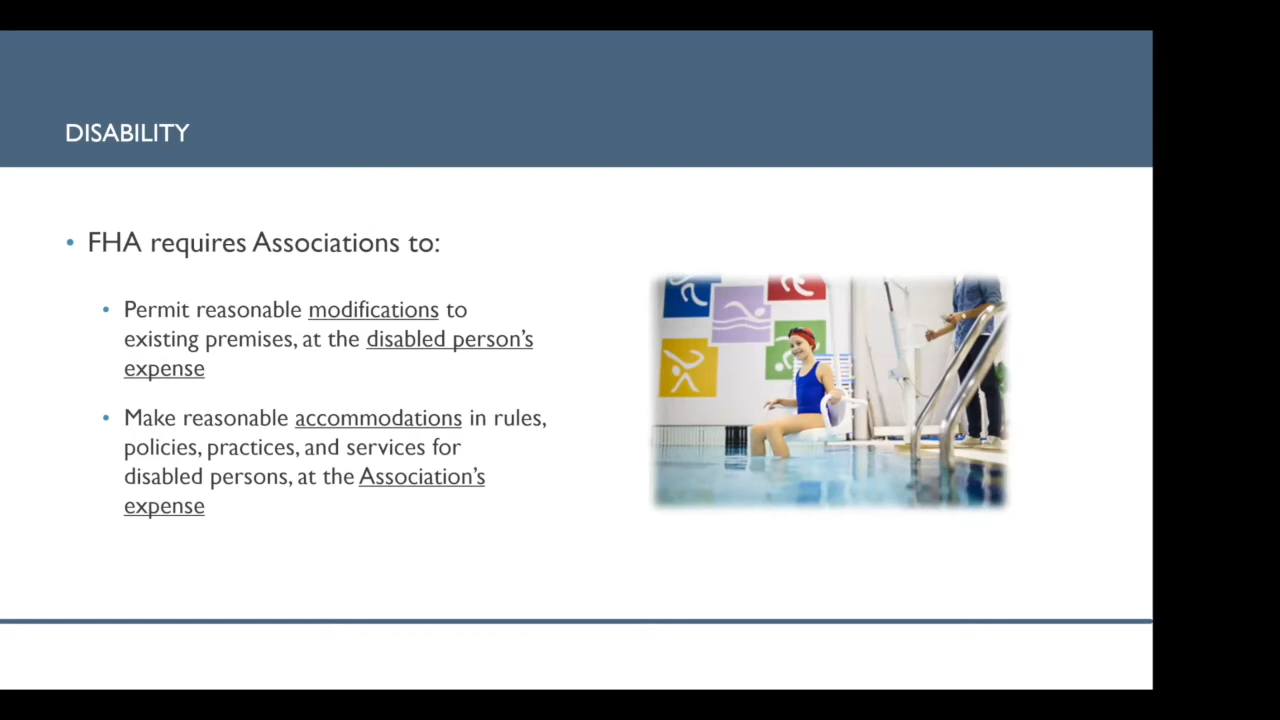 DISABILITY
• FHA requires Associations to:
• Permit reasonable modifications to
existing premises, at the disabled person’s
expense
• Make reasonable accommodations in rules,
policies, practices, and services for
disabled persons, at the Association’s
expense